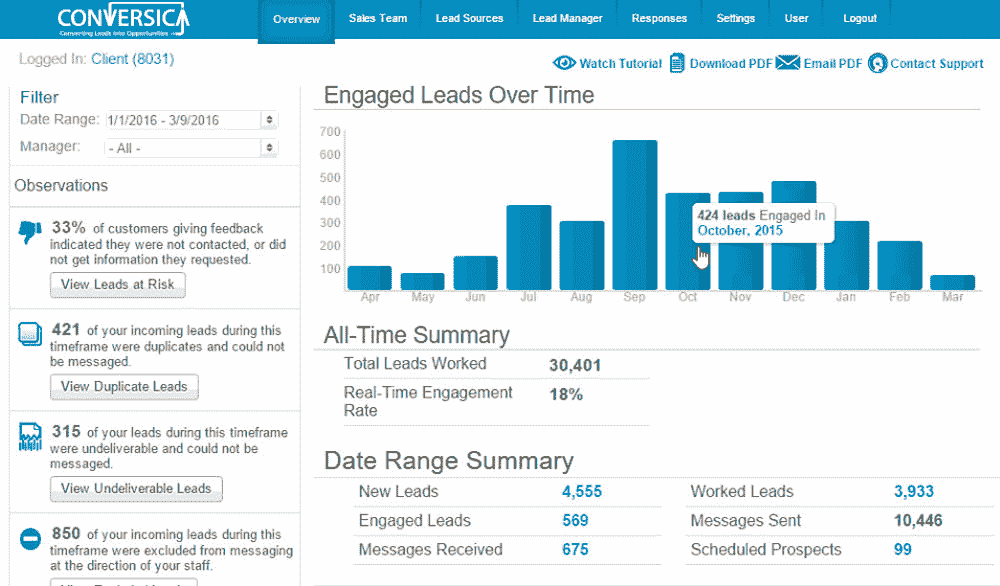 CONVERSICA
Converting Leads Into Opportunities
Overview
Sales Team
Lead Sources
Lead Manager
Responses
Settings
User
Logout
Logged In: Client (8031)
Watch Tutorial
Download PDF
Email PDF
Contact Support
Filter
Date Range: 1/1/2016 - 3/9/2016
Manager: - All -
Observations
33% of customers giving feedback
indicated they were not contacted, or did
not get information they requested.
View Leads at Risk
421 of your incoming leads during this
timeframe were duplicates and could not
be messaged.
View Duplicate Leads
315 of your leads during this timeframe
were undeliverable and could not be
messaged.
View Undeliverable Leads
850 of your incoming leads during this
timeframe were excluded from messaging
at the direction of your staff.
Engaged Leads Over Time
700
600
500
400
300
200
100
424 leads Engaged In
October, 2015
Apr May Jun Jul Aug Sep Oct Nov Dec Jan Feb Mar
All-Time Summary
Total Leads Worked 30,401
Real-Time Engagement
Rate 18%
Date Range Summary
New Leads 4,555
Engaged Leads 569
Messages Received 675
Worked Leads 3,933
Messages Sent 10,446
Scheduled Prospects 99